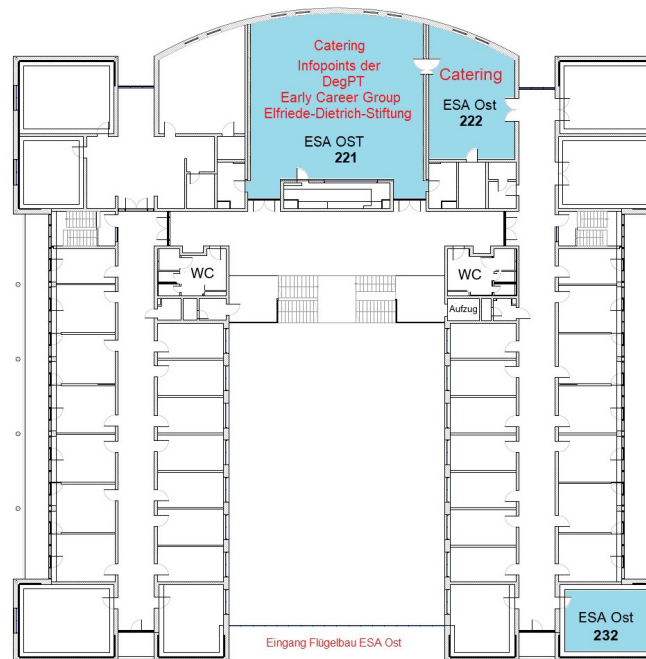 Catering
Infopoints der
DegPT
Early Career Group
Elfriede-Dietrich-Stiftung
ESA OST
221
Catering
ESA Ost
222
WC
WC
Aufzug
ESA Ost
232
Eingang Flügelbau ESA Ost